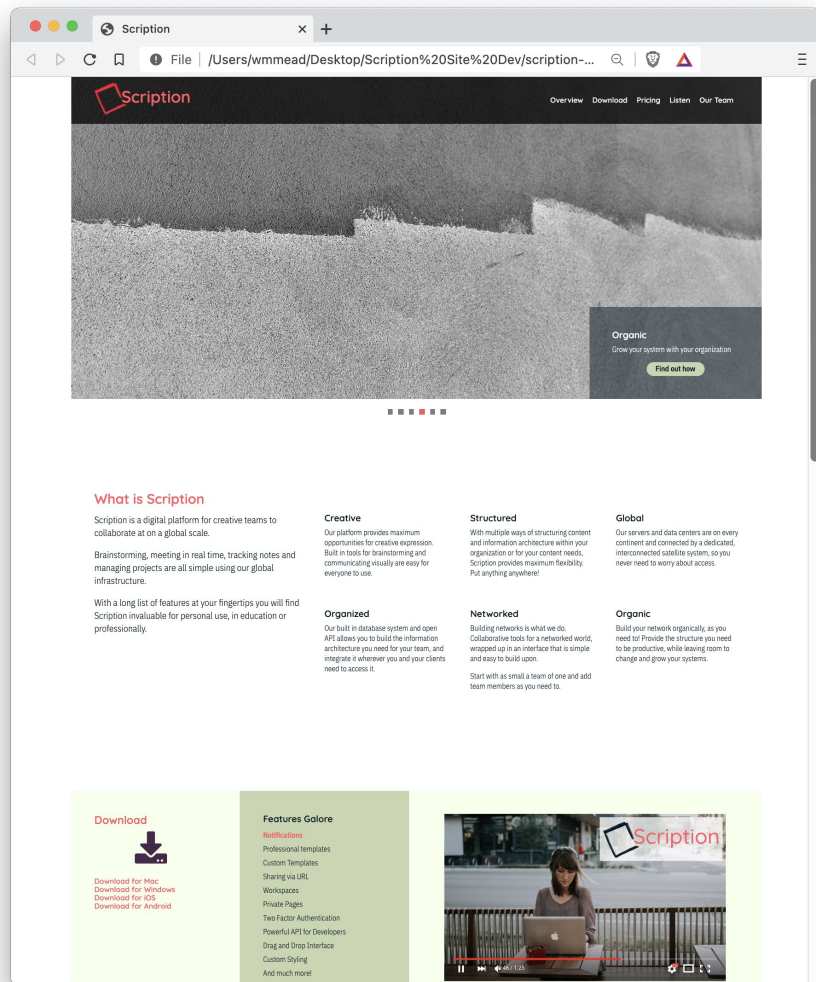 Scription
File
/Users/wmmead/Desktop/Scription%20Site%20Dev/scription-...
Scription
Overview Download Pricing Listen Our Team
Organic
Grow your system with your organization
Find out how
What is Scription
Scription is a digital platform for creative teams to
collaborate at on a global scale.
Brainstorming, meeting in real time, tracking notes and
managing projects are all simple using our global
infrastructure.
With a long list of features at your fingertips you will find
Scription invaluable for personal use, in education or
professionally.
Creative
Our platform provides maximum
opportunities for creative expression.
Built in tools for brainstorming and
communicating visually are easy for
everyone to use.
Structured
With multiple ways of structuring content
and information architecture within your
organization or for your content needs,
Scription provides maximum flexibility.
Put anything anywhere!
Global
Our servers and data centers are on every
continent and connected by a dedicated,
interconnected satellite system, so you
never need to worry about access.
Organized
Our built in database system and open
API allows you to build the information
architecture you need for your team, and
integrate it wherever you and your clients
need to access it.
Networked
Building networks is what we do.
Collaborative tools for a networked world,
wrapped up in an interface that is simple
and easy to build upon.
Start with as small a team of one and add
team members as you need to.
Organic
Build your network organically, as you
need to! Provide the structure you need
to be productive, while leaving room to
change and grow your systems.
Download
Download for Mac
Download for Windows
Download for iOS
Download for Android
Features Galore
Notifications
Professional templates
Custom Templates
Sharing via URL
Workspaces
Private Pages
Two Factor Authentication
Powerful API for Developers
Drag and Drop Interface
Custom Styling
And much more!
Scription
/ 1:25